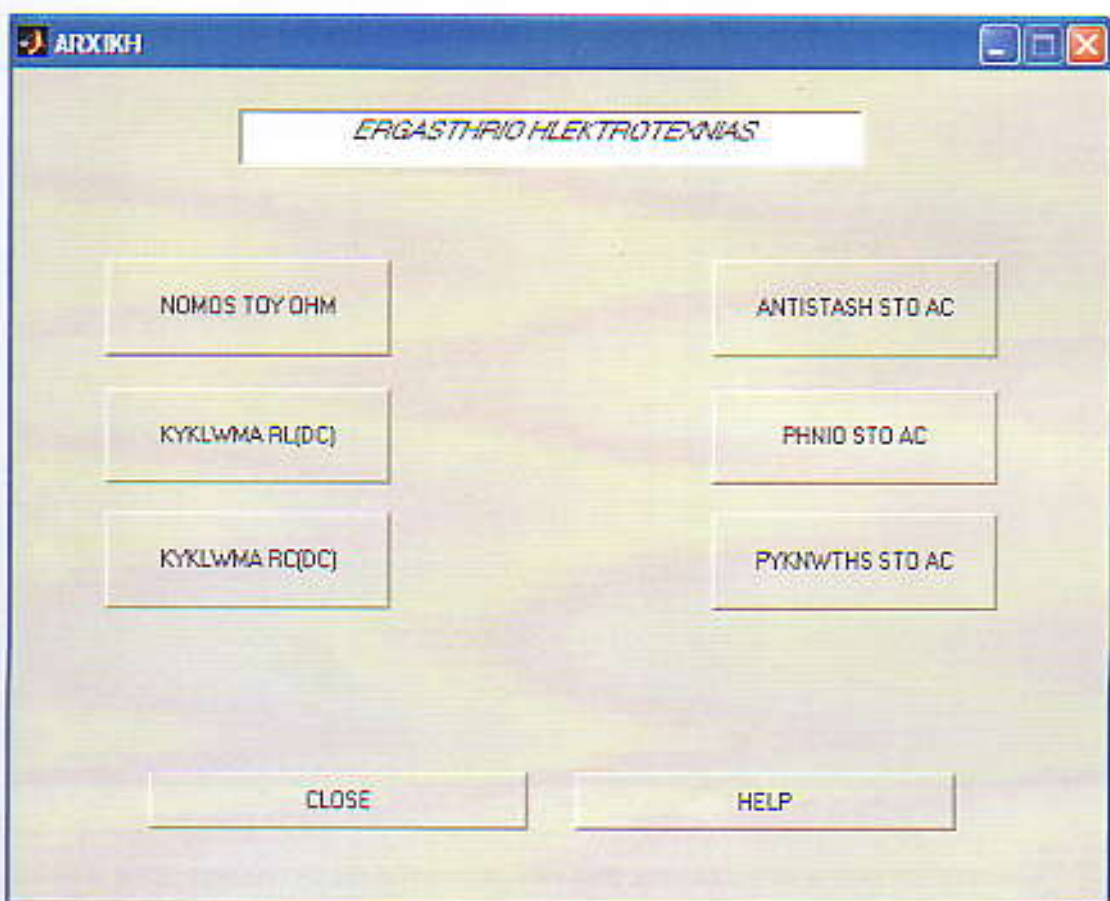 ARXIKH
ERGASTHRIO HLEKTROTEXNIAS
NOMOS TOY OHM
ANTISTASH STO AC
KYKLWMA RL(DC)
PHNIO STO AC
KYKLWMA RC(DC)
PYKNWTHS STO AC
CLOSE
HELP